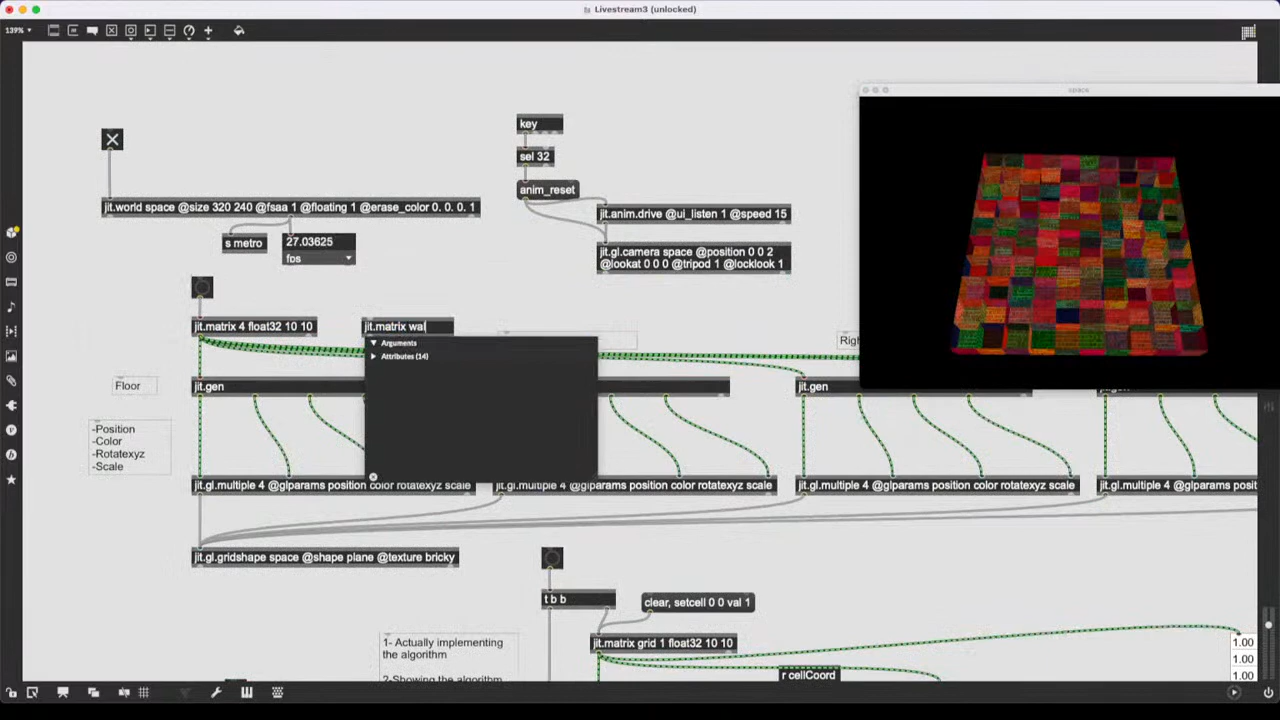 Livestream3 (unlocked)
139%
space
key
sel 32
anim_reset
jit.world space @size 320 240 @fsaa 1 @floating 1 @erase_color 0. 0. 0. 1
jit.anim.drive @ui_listen 1 @speed 15
s metro
27.03625
fps
jit.gl.camera space @position 0 0 2
@lookat 0 0 0 @tripod 1 @locklook 1
jit.matrix 4 float32 10 10
jit.matrix wal
Arguments
Attributes (14)
Floor
jit.gen
jit.gen
-Position
-Color
-Rotatexyz
-Scale
jit.gl.multiple 4 @glparams position color rotatexyz scale
jit.gl.multiple 4 @glparams position color rotatexyz scale
jit.gl.multiple 4 @glparams position color rotatexyz scale
jit.gl.multiple 4 @glparams posit
jit.gl.gridshape space @shape plane @texture bricky
t b b
clear, setcell 0 0 val 1
1- Actually implementing
the algorithm
jit.matrix grid 1 float32 10 10
r cellCoord
1.00
1.00
1.00
2-Showing the algorithm